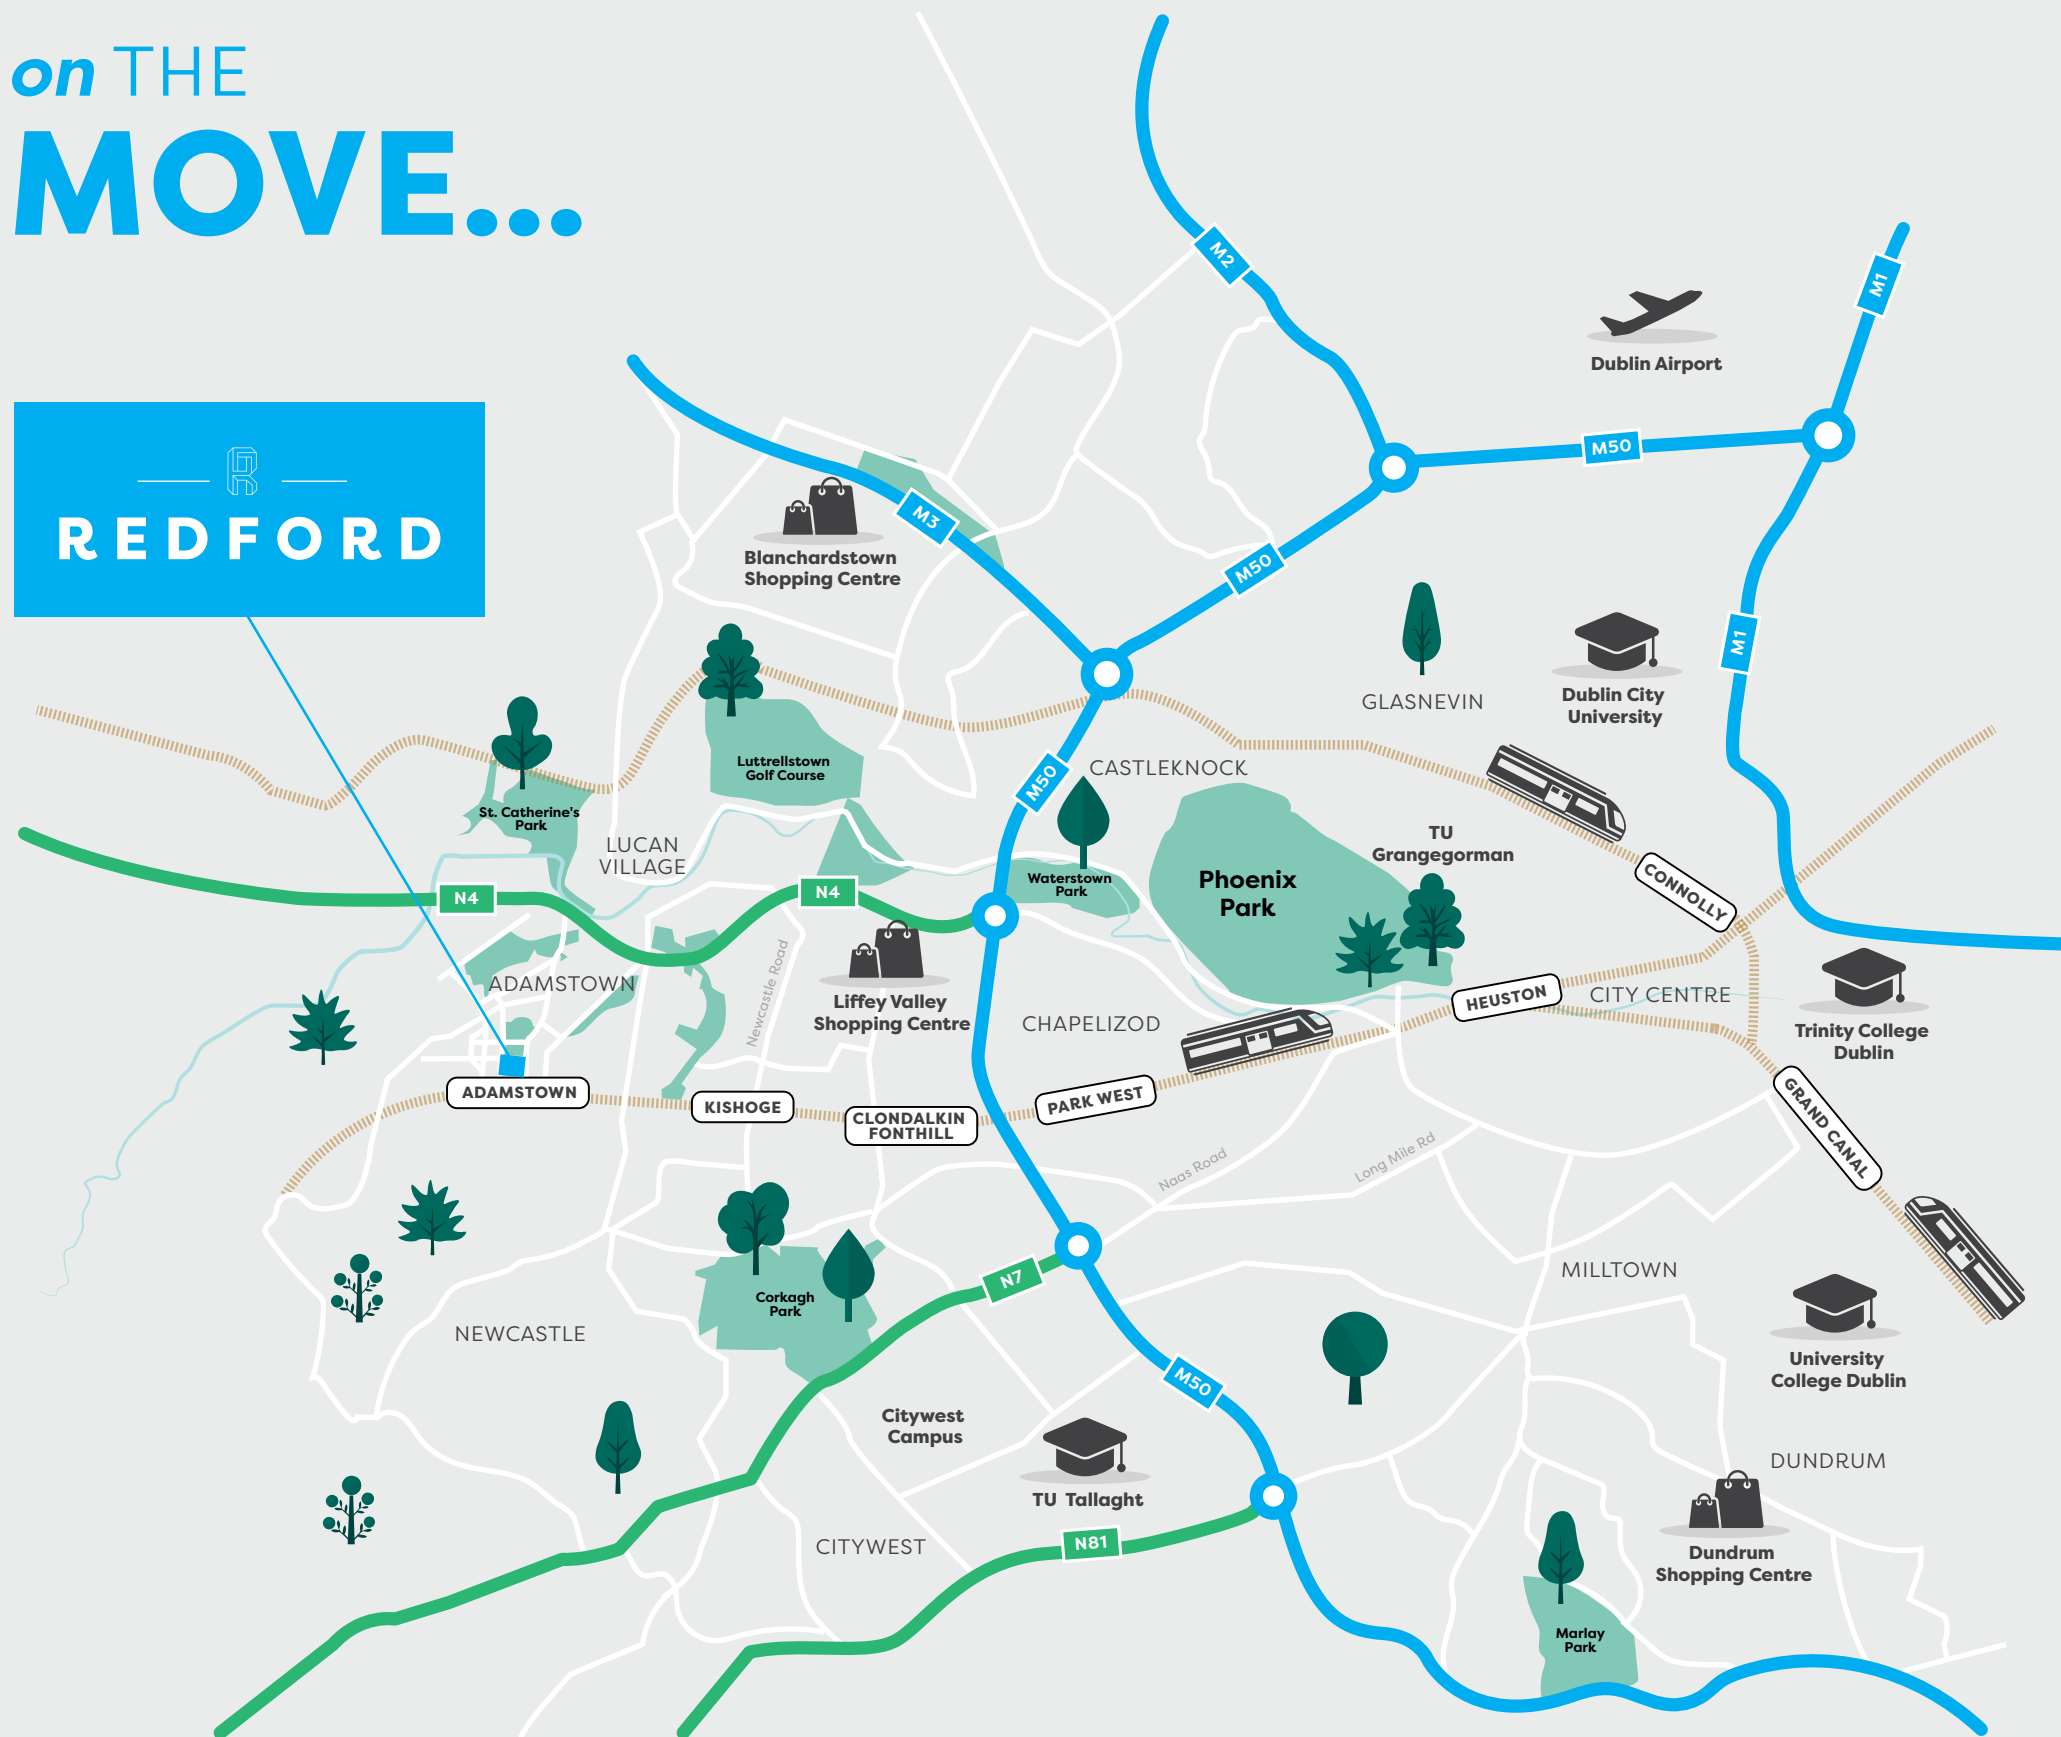 on THE
MOVE...
M2
M1
Dublin Airport
M50
REDFORD
M3
Blanchardstown
Shopping Centre
M50
M1
GLASNEVIN
Dublin City
University
Luttrellstown
Golf Course
CASTLEKNOCK
M50
St. Catherine's
Park
LUCAN
VILLAGE
TU
Grangegorman
Waterstown
Park
Phoenix
Park
CONNOLLY
N4
N4
ADAMSTOWN
Newcastle Road
Liffey Valley
Shopping Centre
CHAPELIZOD
HEUSTON
CITY CENTRE
Trinity College
Dublin
ADAMSTOWN
KISHOGE
CLONDALKIN
FONTHILL
PARK WEST
GRAND CANAL
Naas Road
Long Mile Rd
MILLTOWN
N7
Corkagh
Park
NEWCASTLE
University
College Dublin
M50
Citywest
Campus
TU Tallaght
DUNDRUM
CITYWEST
N81
Dundrum
Shopping Centre
Marlay
Park